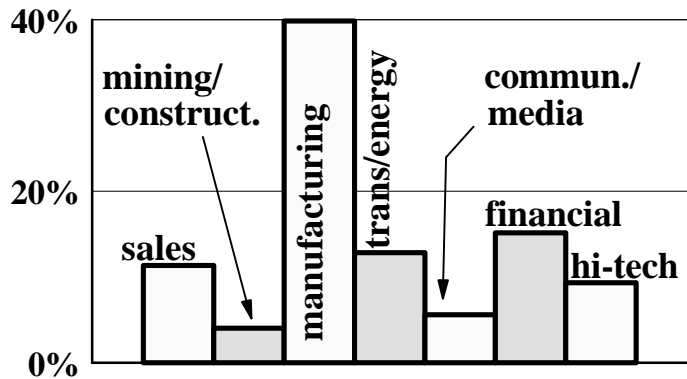 40%
mining/
construct.
commun./
media
manufacturing
trans/energy
20%
financial
sales
hi-tech
0%